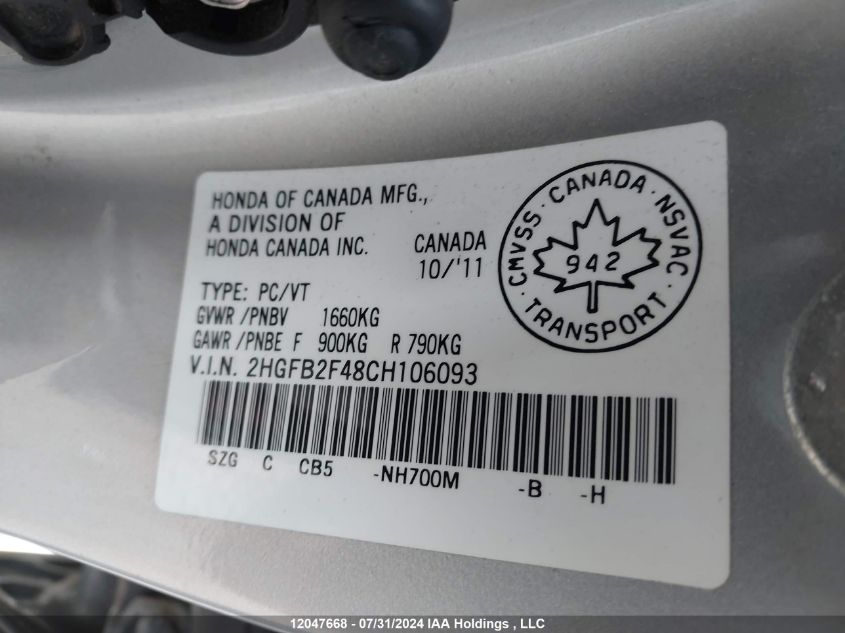 HONDA OF CANADA MFG.,
A DIVISION OF
HONDA CANADA INC.
CANADA
10/'11
TYPE: PC/VT
GVWR /PNBV 1660KG
GAWR /PNBE F 900KG R 790KG
V.I.N. 2HGFB2F48CH106093
SZG C CB5 -NH700M -B -H
CMVSS · CANADA · NSVAC ·
942
TRANSPORT
12047668 - 07/31/2024 IAA Holdings , LLC